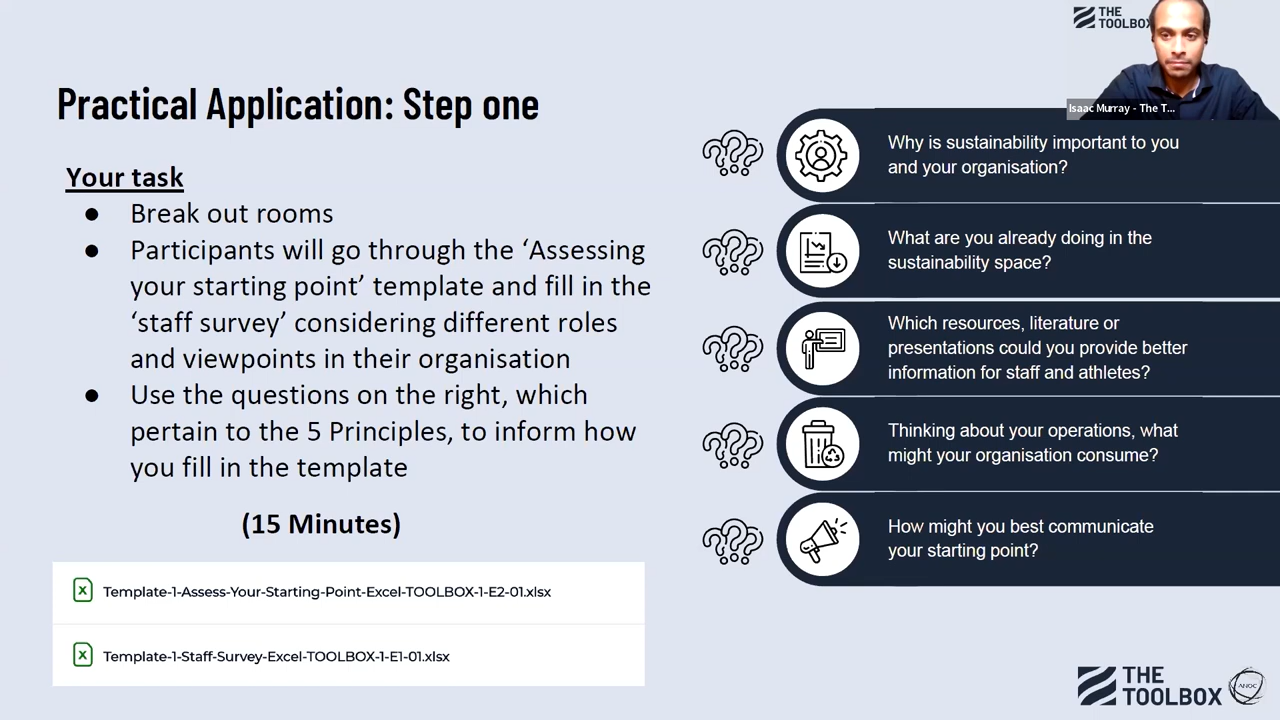 THE
TOOLBOX
Isaac Murray - The T...
Practical Application: Step one
Your task
● Break out rooms
● Participants will go through the ‘Assessing
your starting point’ template and fill in the
‘staff survey’ considering different roles
and viewpoints in their organisation
● Use the questions on the right, which
pertain to the 5 Principles, to inform how
you fill in the template
(15 Minutes)
Template-1-Assess-Your-Starting-Point-Excel-TOOLBOX-1-E2-01.xlsx
Template-1-Staff-Survey-Excel-TOOLBOX-1-E1-01.xlsx
Why is sustainability important to you
and your organisation?
What are you already doing in the
sustainability space?
Which resources, literature or
presentations could you provide better
information for staff and athletes?
Thinking about your operations, what
might your organisation consume?
How might you best communicate
your starting point?
THE
TOOLBOX
ANOC